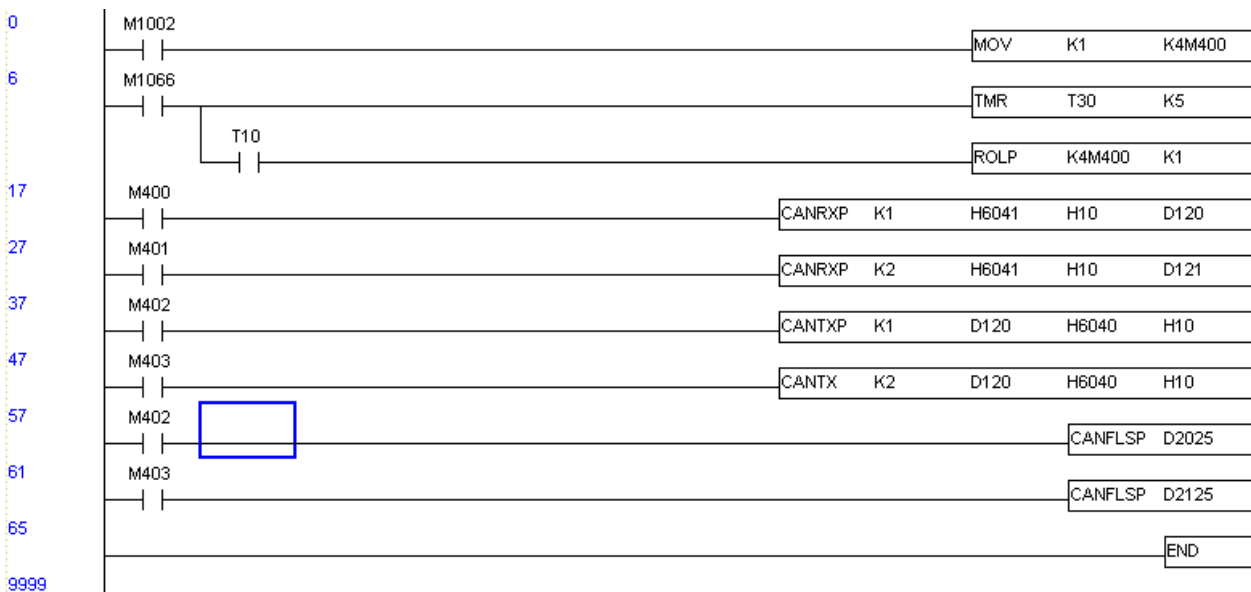 0 M1002 MOV K1 K4M400
6 M1066 TMR T30 K5
T10 ROLP K4M400 K1
17 M400 CANRXP K1 H6041 H10 D120
27 M401 CANRXP K2 H6041 H10 D121
37 M402 CANTXP K1 D120 H6040 H10
47 M403 CANTX K2 D120 H6040 H10
57 M402 CANFLSP D2025
61 M403 CANFLSP D2125
65 END
9999